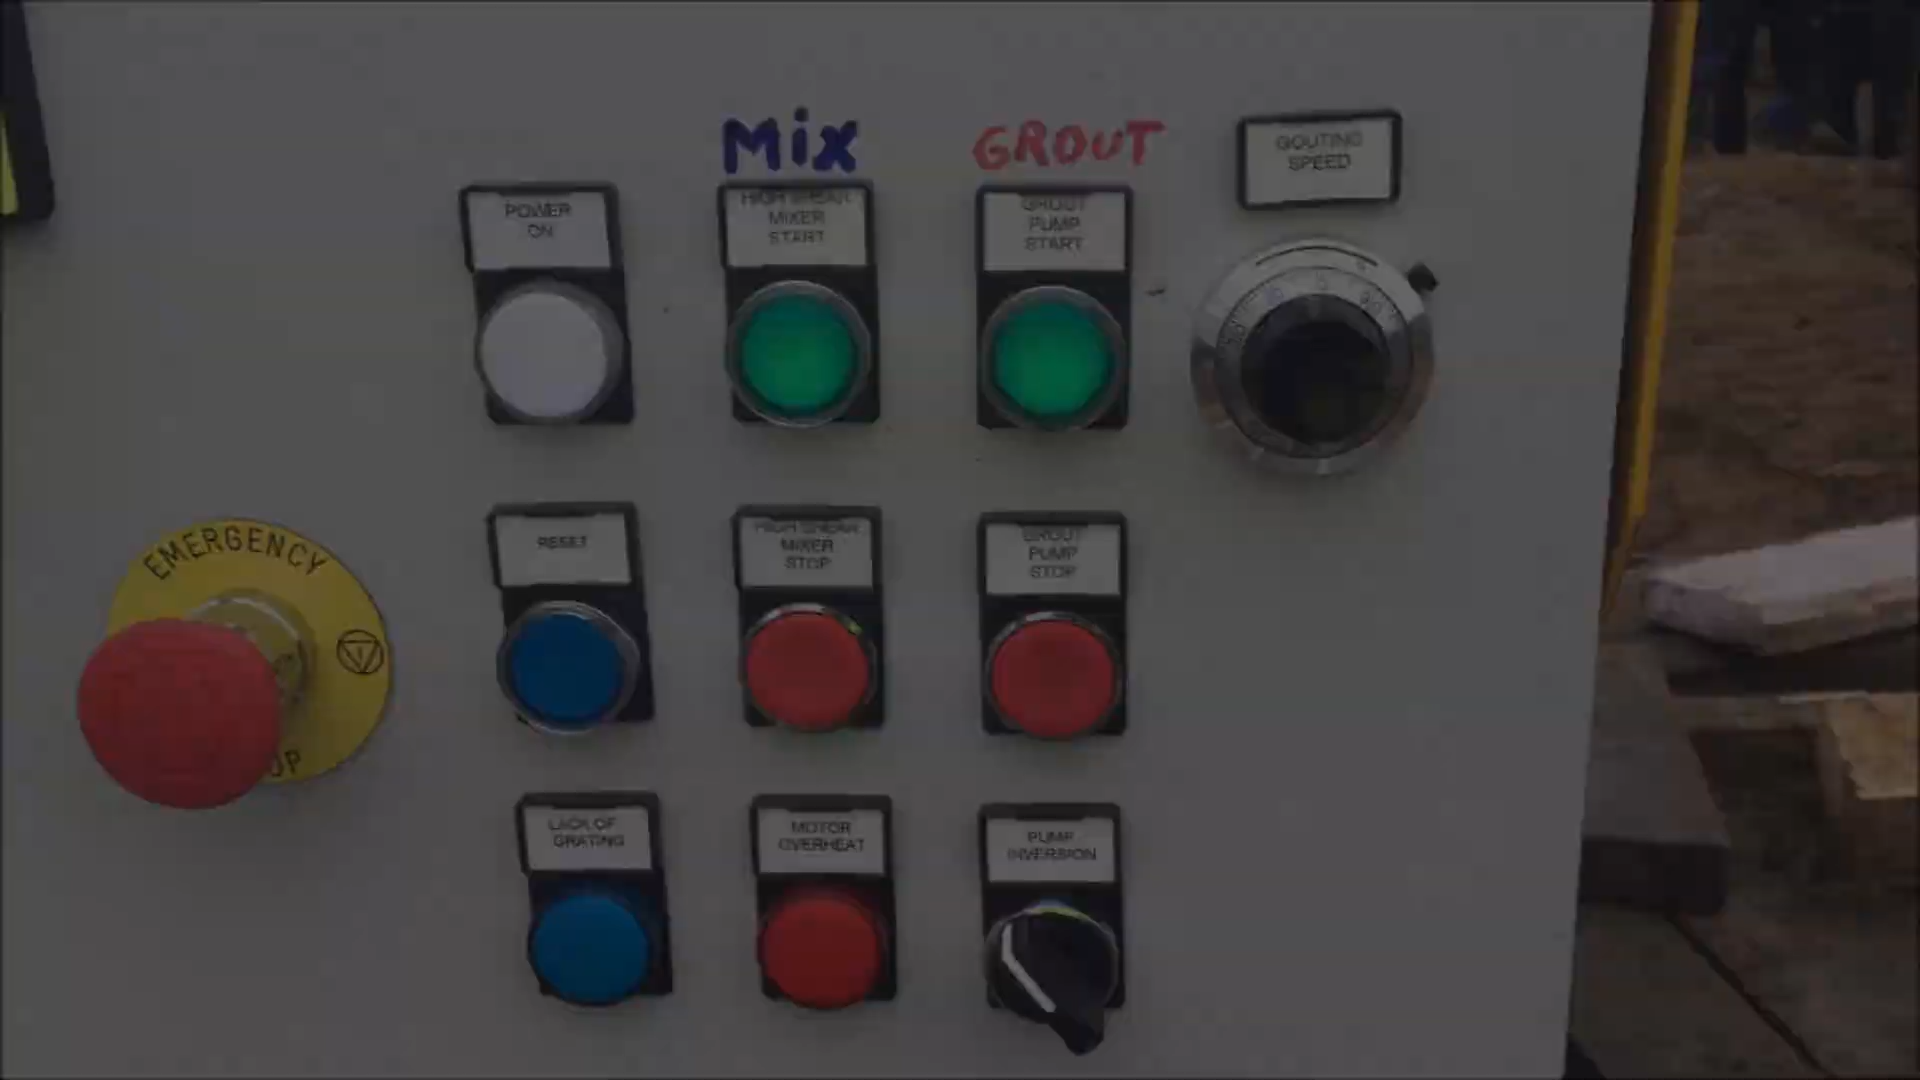 Mix
GROUT
GOUTING
SPEED
POWER
ON
HIGH SHEAR
MIXER
START
GROUT
PUMP
START
EMERGENCY
RESET
HIGH SHEAR
MIXER
STOP
GROUT
PUMP
STOP
LACK OF
GRATING
MOTOR
OVERHEAT
PUMP
INVERSION